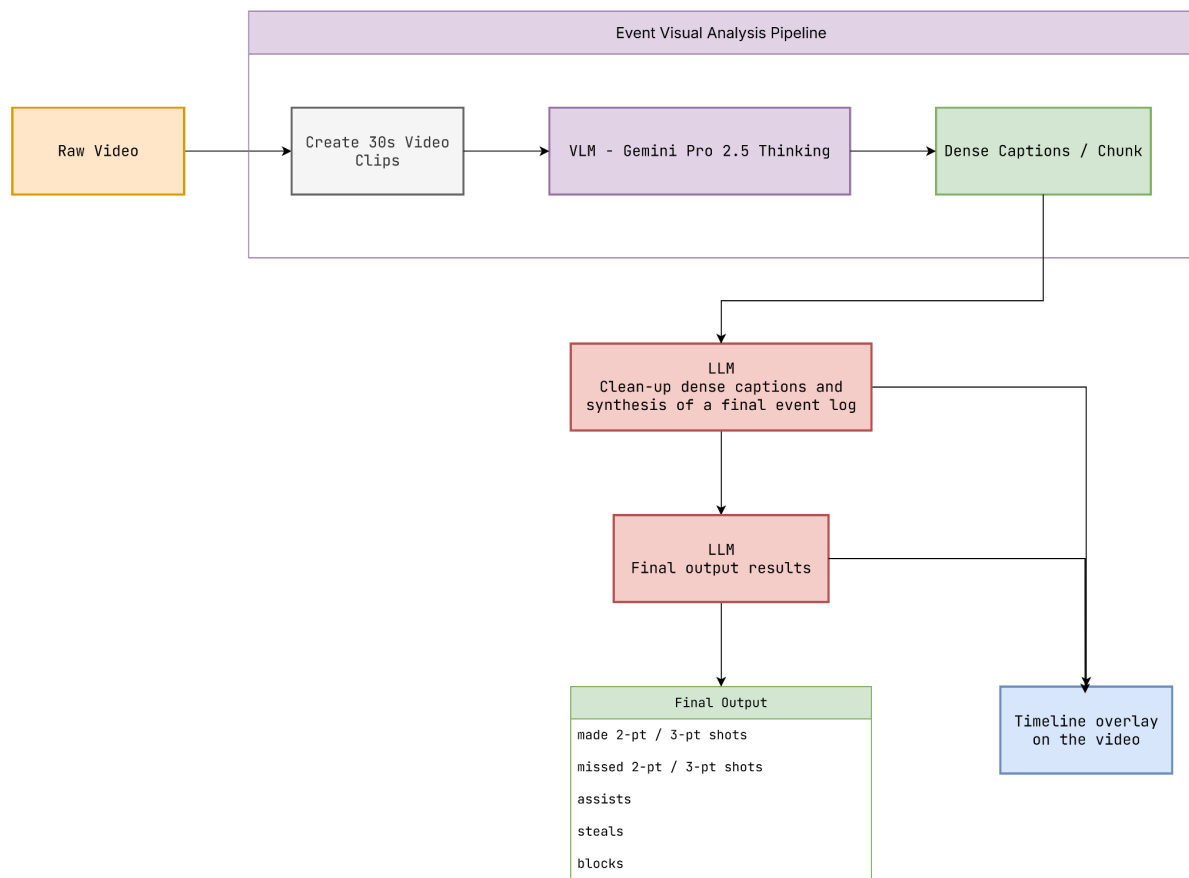 Event Visual Analysis Pipeline
Raw Video
Create 30s Video
Clips
VLM - Gemini Pro 2.5 Thinking
Dense Captions / Chunk
LLM
Clean-up dense captions and
synthesis of a final event log
LLM
Final output results
Final Output
made 2-pt / 3-pt shots
missed 2-pt / 3-pt shots
assists
steals
blocks
Timeline overlay
on the video